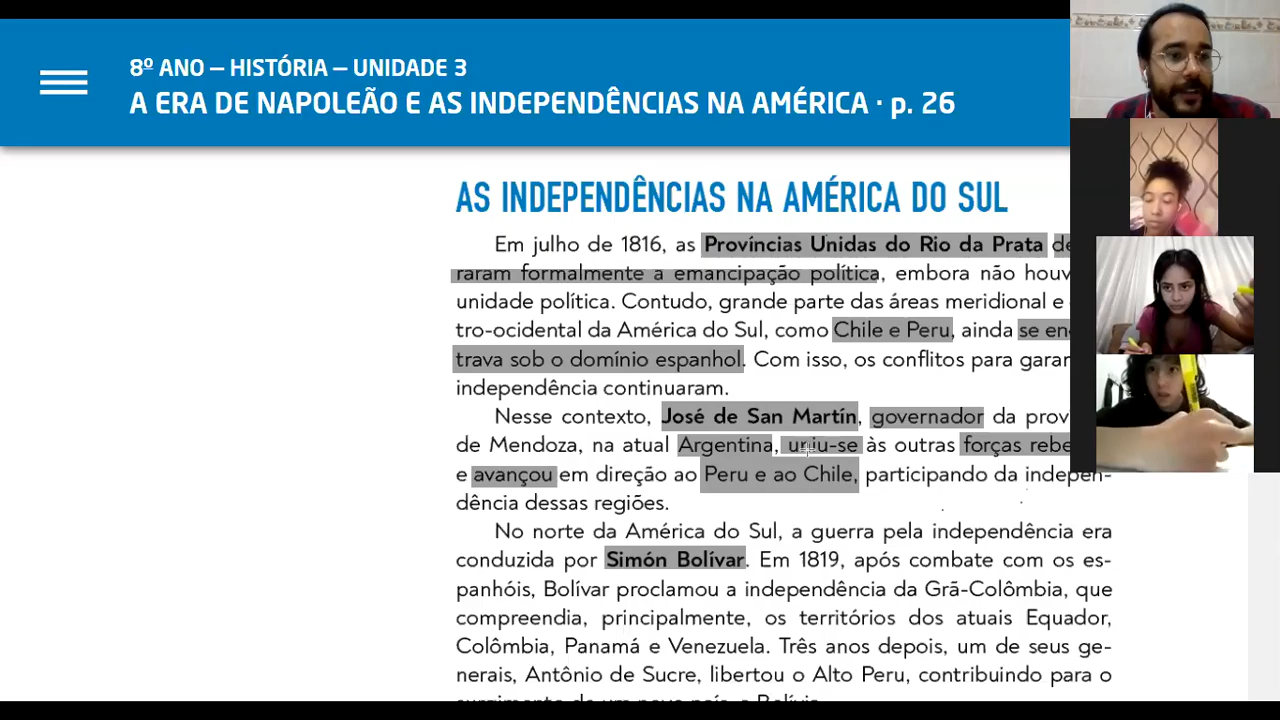 8º ANO – HISTÓRIA – UNIDADE 3
A ERA DE NAPOLEÃO E AS INDEPENDÊNCIAS NA AMÉRICA · p. 26
AS INDEPENDÊNCIAS NA AMÉRICA DO SUL
Em julho de 1816, as Províncias Unidas do Rio da Prata
raram formalmente a emancipação política, embora não
unidade política. Contudo, grande parte das áreas meridional e
tro-ocidental da América do Sul, como Chile e Peru, ainda se
trava sob o domínio espanhol. Com isso, os conflitos para
independência continuaram.
Nesse contexto, José de San Martín, governador da
de Mendoza, na atual Argentina, uniu-se às outras forças
e avançou em direção ao Peru e ao Chile, participando da indepen-
dência dessas regiões.
No norte da América do Sul, a guerra pela independência era
conduzida por Simón Bolívar. Em 1819, após combate com os es-
panhóis, Bolívar proclamou a independência da Grã-Colômbia, que
compreendia, principalmente, os territórios dos atuais Equador,
Colômbia, Panamá e Venezuela. Três anos depois, um de seus ge-
nerais, Antônio de Sucre, libertou o Alto Peru, contribuindo para o